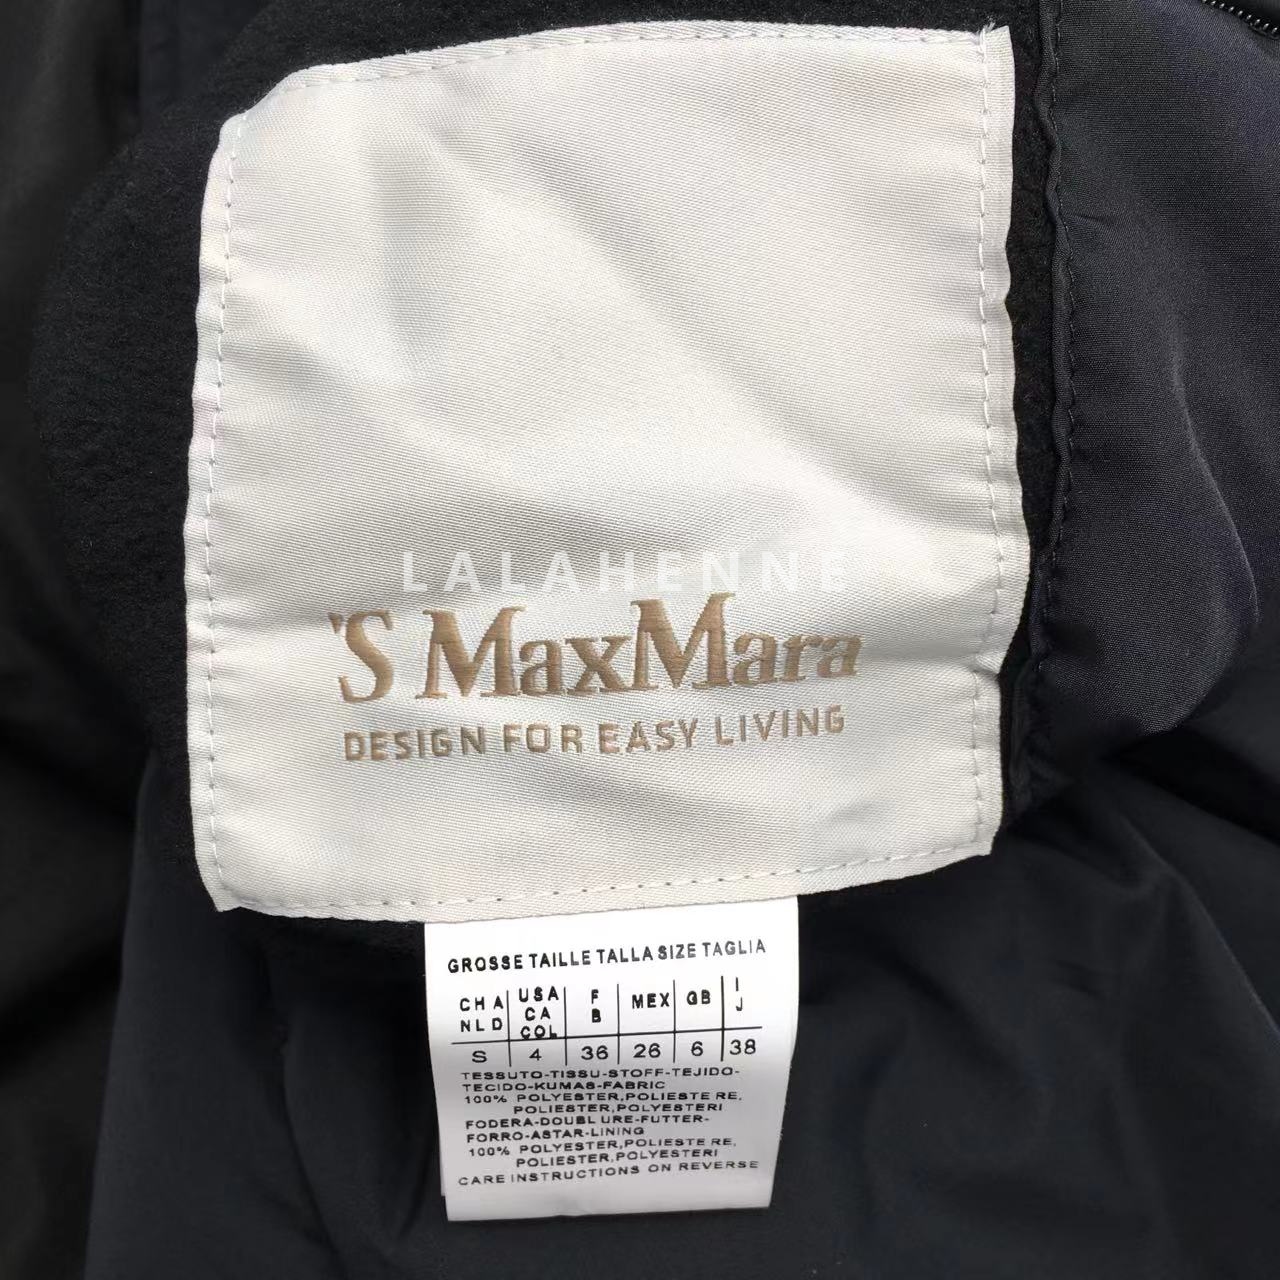 LALAHENNE
'S MaxMara
DESIGN FOR EASY LIVING
GROSSE TAILLE TALLA SIZE TAGLIA
CHA NLD USA CA COL F B MEX GB I J
S 4 36 26 6 38
TESSUTO-TISSU-STOFF-TEJIDO-
TECIDO-KUMAS-FABRIC
100% POLYESTER,POLIESTE RE,
POLIESTER,POLYESTERI
FODERA-DOUBL URE-FUTTER-
FORRO-ASTAR-LINING
100% POLYESTER,POLIESTE RE,
POLIESTER,POLYESTERI
CARE INSTRUCTIONS ON REVERSE